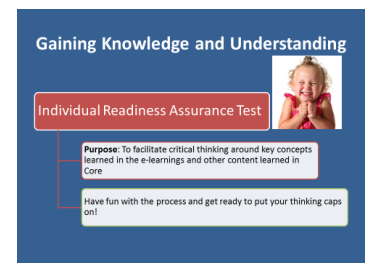 Gaining Knowledge and Understanding
Individual Readiness Assurance Test
Purpose: To facilitate critical thinking around key concepts
learned in the e-learnings and other content learned in
Core
Have fun with the process and get ready to put your thinking caps
on!